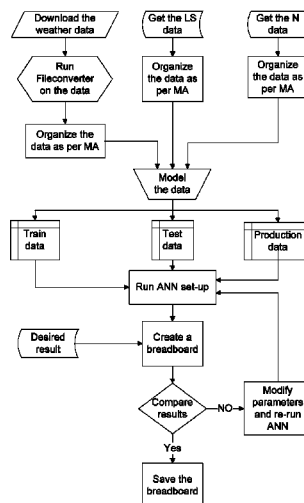 Download the
weather data
Get the LS
data
Get the N
data
Run
Fileconverter
on the data
Organize the
data as per MA
Organize
the data as
per MA
Organize
the data as
per MA
Model
the data
Train
data
Test
data
Production
data
Run ANN set-up
Desired
result
Create a
breadboard
Compare
results
NO
Modify
parameters
and re-run
ANN
Yes
Save the
breadboard